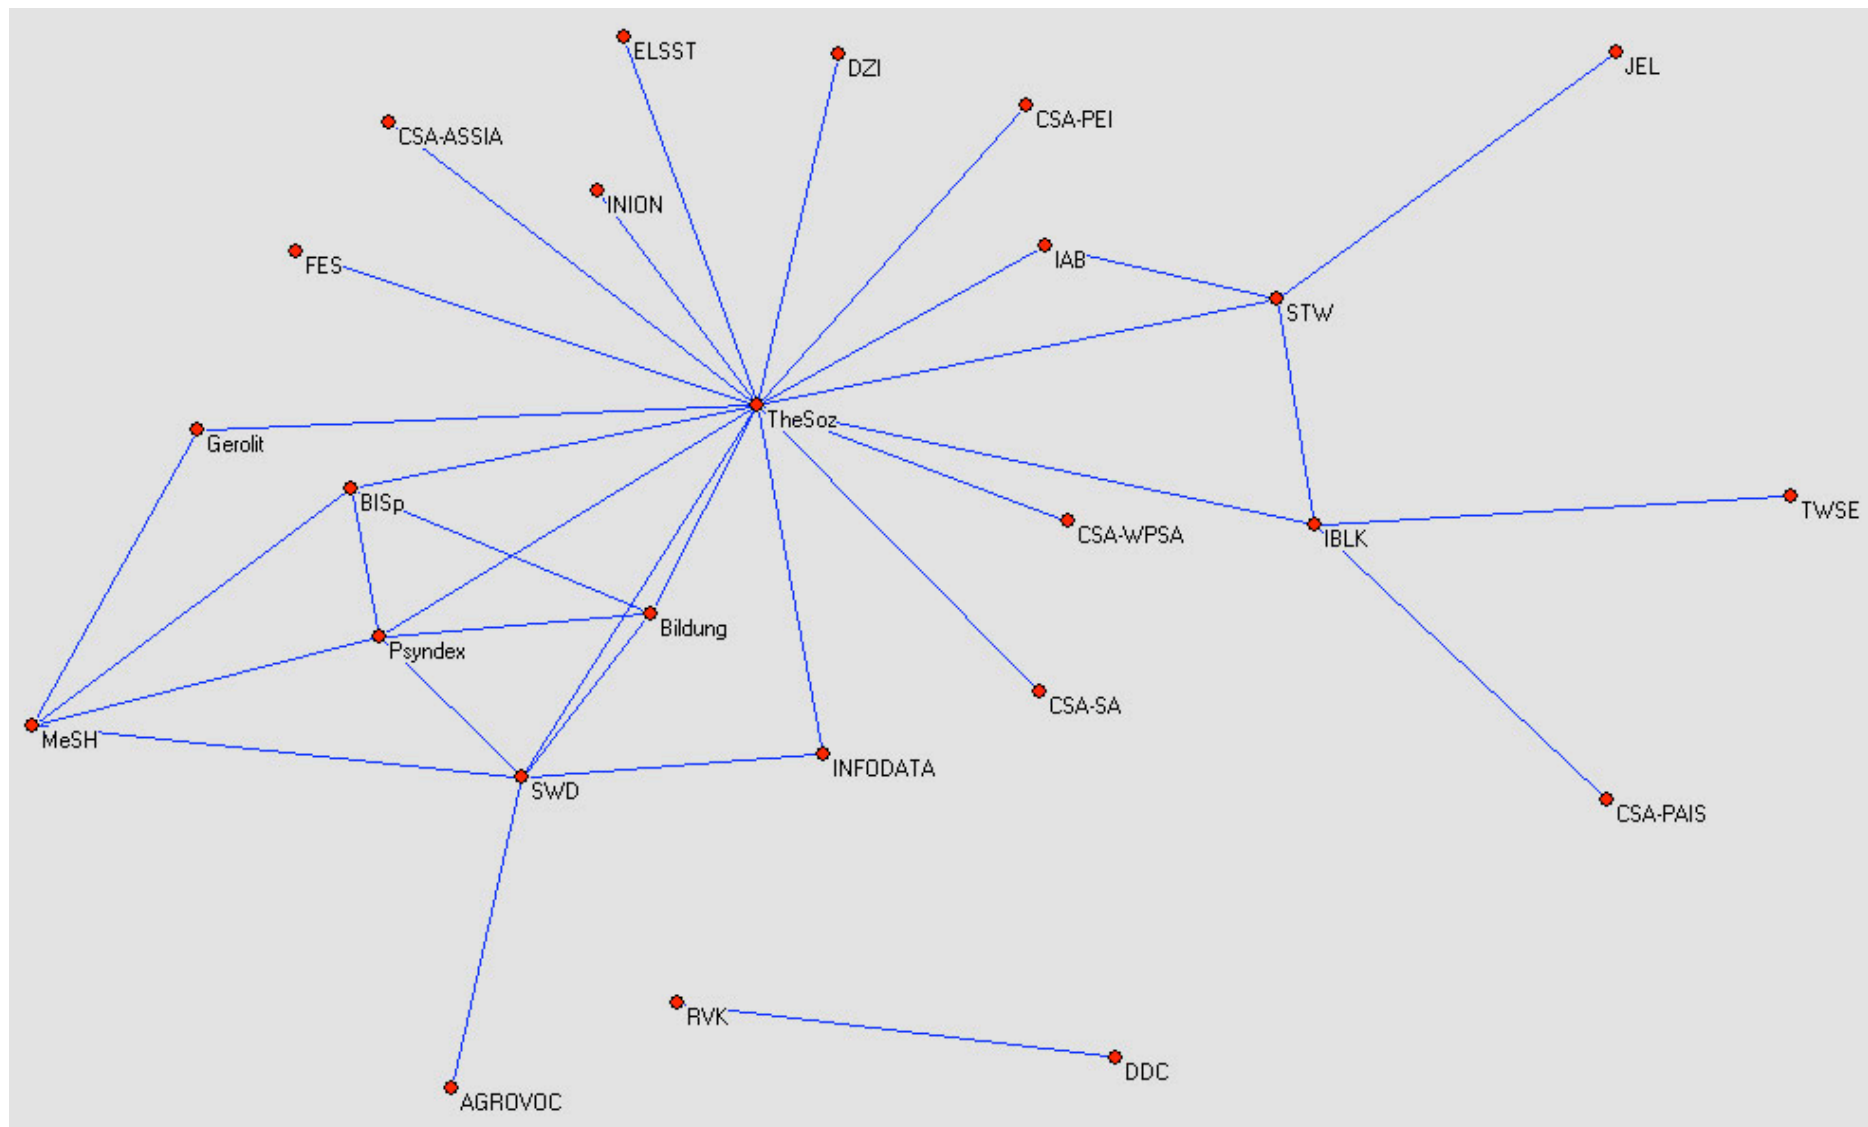 ELSST
DZI
JEL
CSA-PEI
CSA-ASSIA
INION
IAB
FES
STW
TheSoz
Gerolit
BISp
TWSE
CSA-WPSA
IBLK
Bildung
Psyndex
CSA-SA
MeSH
INFODATA
SWD
CSA-PAIS
RVK
DDC
AGROVOC